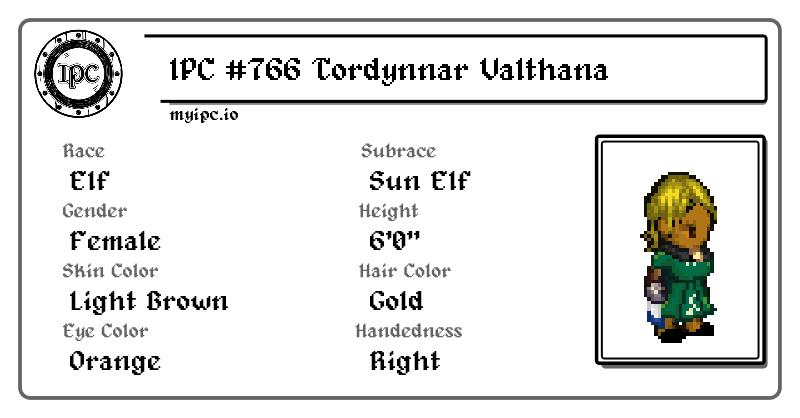 IPC
IPC #766 Tordynnar Valthana
myipc.io
Race
Elf
Subrace
Sun Elf
Gender
Female
Height
6'0"
Skin Color
Light Brown
Hair Color
Gold
Eye Color
Orange
Handedness
Right